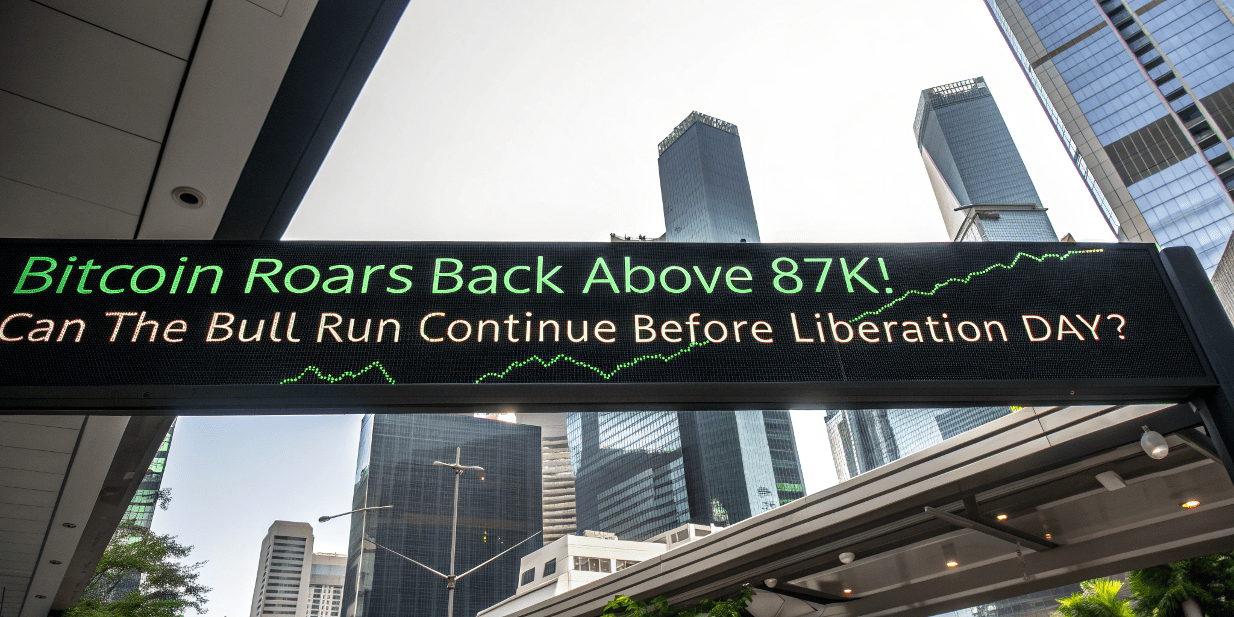 Bitcoin Roars Back Above 87K!
Can The Bull Run Continue Before Liberation DAY?